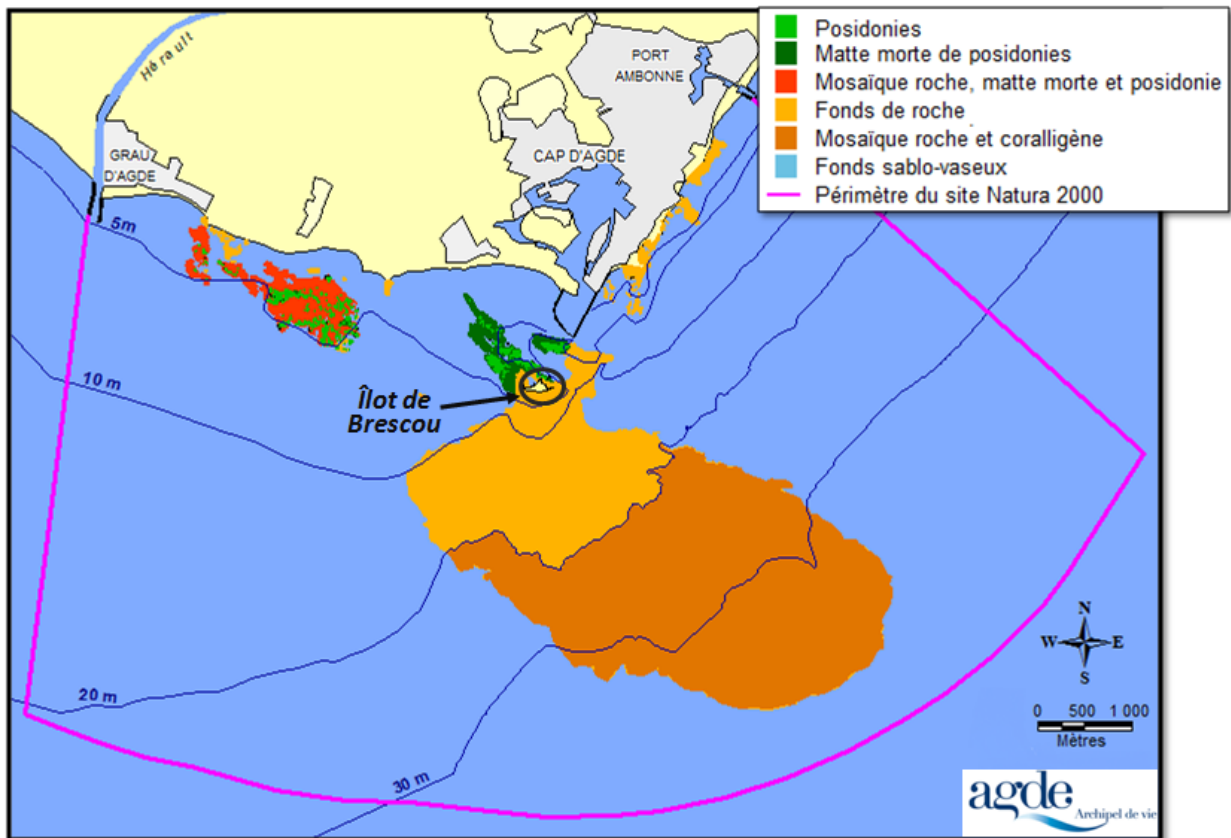 Posidonies
Matte morte de posidonies
Mosaïque roche, matte morte et posidonie
Fonds de roche
Mosaïque roche et coralligène
Fonds sablo-vaseux
Périmètre du site Natura 2000
Hérault
PORT
AMBONNE
GRAU
D'AGDE
CAP D'AGDE
5m
10 m
Îlot de
Brescou
20 m
30 m
N
W E
S
0 500 1 000
Mètres
agde
Archipel de vie